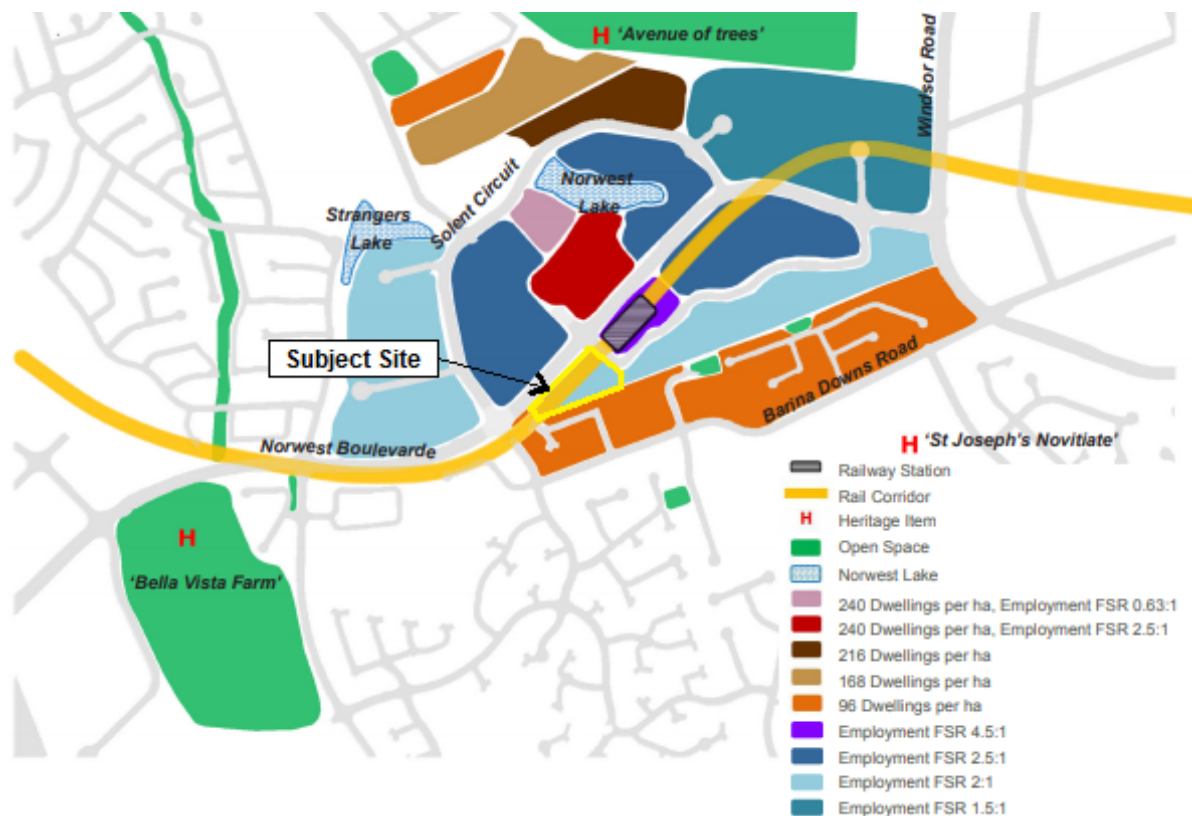 H 'Avenue of trees'
Windsor Road
Solent Circuit
Norwest
Lake
Strangers
Lake
Subject Site
Barina Downs Road
Norwest Boulevarde
H 'St Joseph's Novitiate'
H
'Bella Vista Farm'
Railway Station
Rail Corridor
H Heritage Item
Open Space
Norwest Lake
240 Dwellings per ha, Employment FSR 0.63:1
240 Dwellings per ha, Employment FSR 2.5:1
216 Dwellings per ha
168 Dwellings per ha
96 Dwellings per ha
Employment FSR 4.5:1
Employment FSR 2.5:1
Employment FSR 2:1
Employment FSR 1.5:1